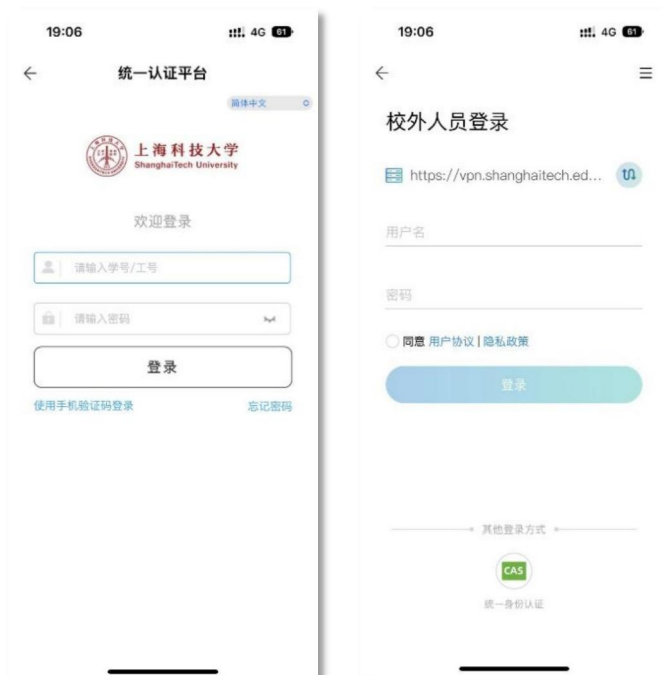 19:06
4G 61
统一认证平台
简体中文
上海科技大学
ShanghaiTech University
欢迎登录
请输入学号/工号
请输入密码
登录
使用手机验证码登录 忘记密码
19:06
4G 61
校外人员登录
https://vpn.shanghaitech.ed...
用户名
密码
同意 用户协议 | 隐私政策
登录
其他登录方式
CAS
统一身份认证